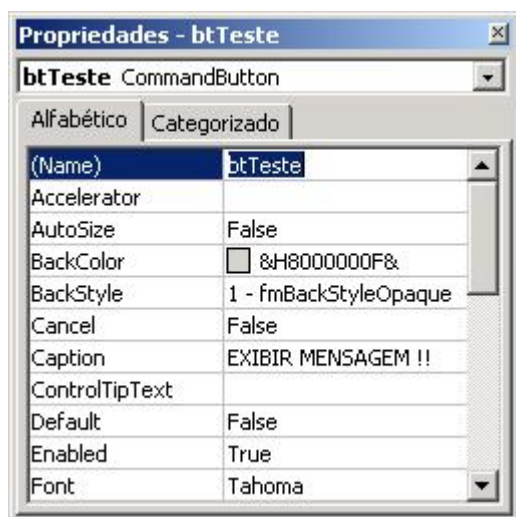 Propriedades - btTeste
btTeste CommandButton
Alfabético Categorizado
(Name) btTeste
Accelerator
AutoSize False
BackColor &H8000000F&
BackStyle 1 - fmBackStyleOpaque
Cancel False
Caption EXIBIR MENSAGEM !!
ControlTipText
Default False
Enabled True
Font Tahoma